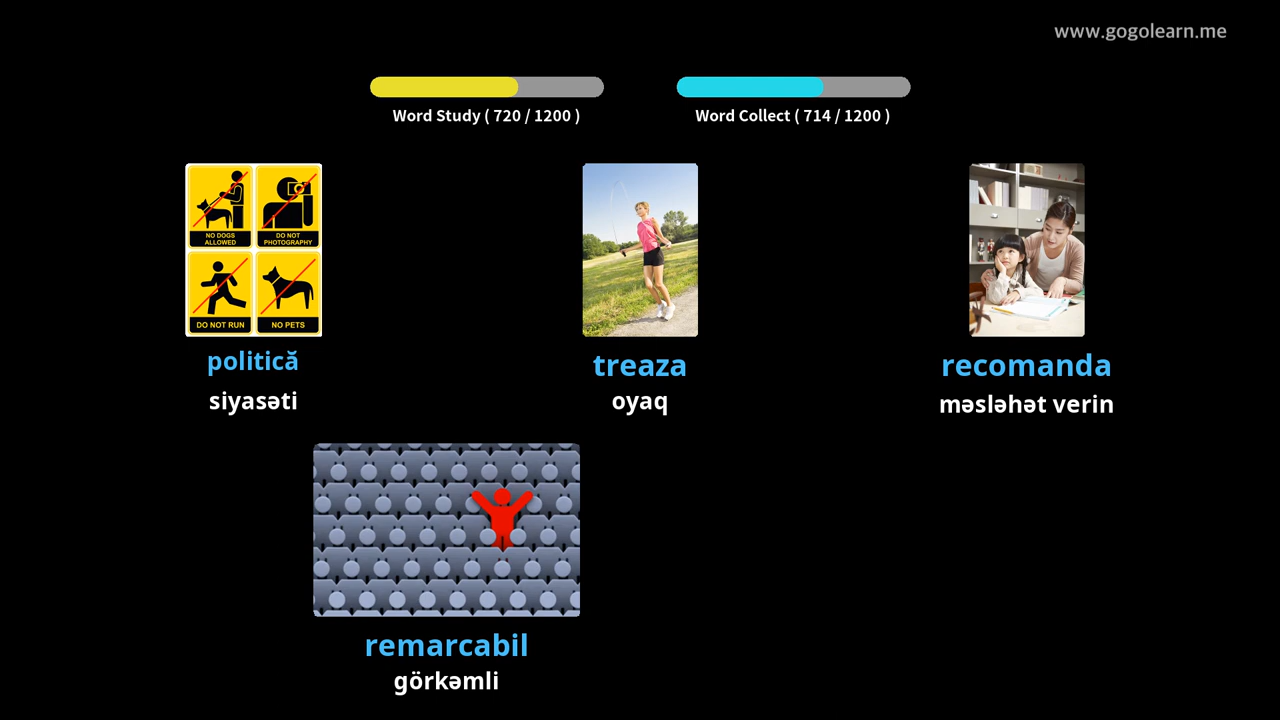 www.gogolearn.me
Word Study ( 720 / 1200 )
Word Collect ( 714 / 1200 )
NO DOGS
ALLOWED
DO NOT
PHOTOGRAPHY
DO NOT RUN
NO PETS
politică
siyasəti
treaza
oyaq
recomanda
məsləhət verin
remarcabil
görkəmli